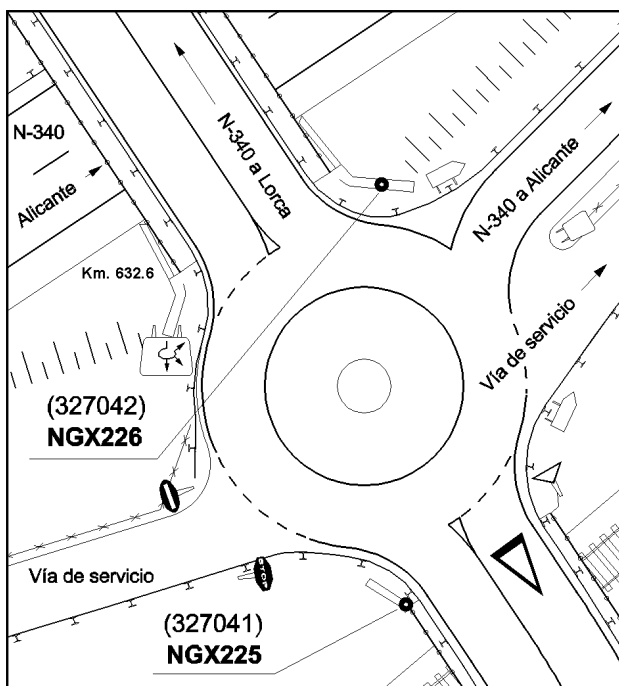 N-340
Alicante
N-340 a Lorca
N-340 a Alicante
Km. 632.6
Vía de servicio
(327042)
NGX226
Vía de servicio
STOP
(327041)
NGX225